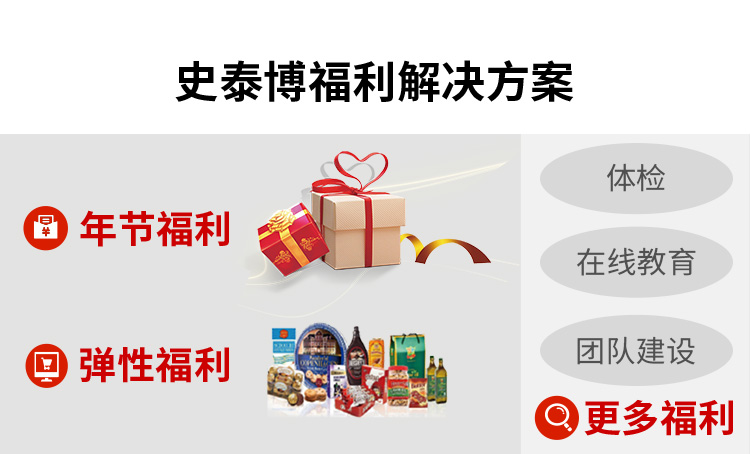 史泰博福利解决方案
年节福利
弹性福利
体检
在线教育
团队建设
更多福利